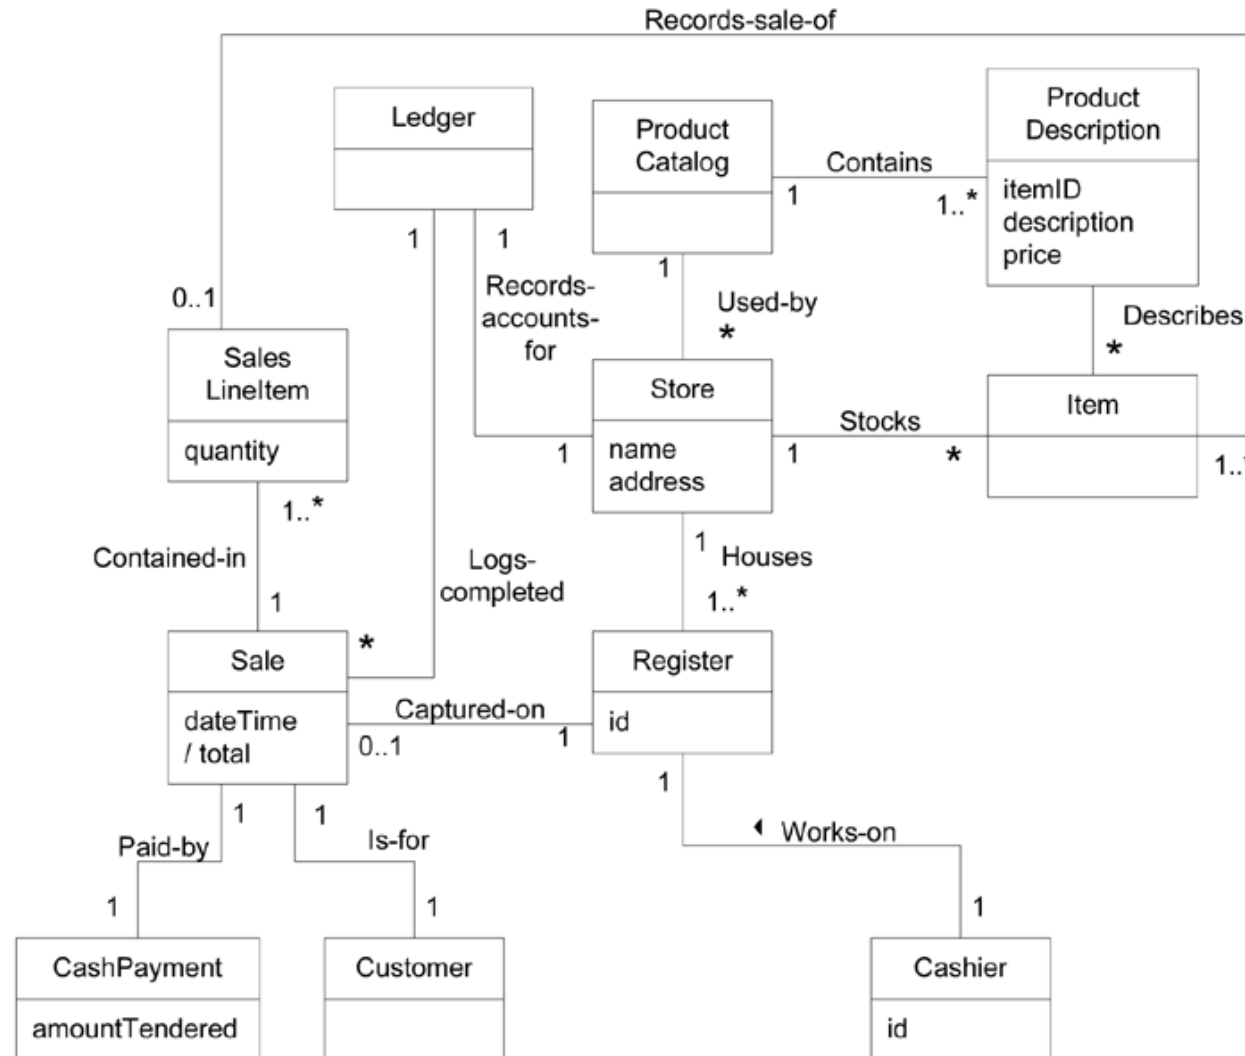 Records-sale-of
Ledger
Product
Catalog
Product
Description
Contains
1
1..*
itemID
description
price
1
1
1
0..1
Records-
accounts-
for
Used-by
*
Describes
*
Sales
LineItem
quantity
Store
name
address
Stocks
1
1
*
Item
1..*
1..*
Contained-in
1
Logs-
completed
*
1
Houses
1..*
Sale
dateTime
/ total
Captured-on
0..1
1
Register
id
1
1
1
Paid-by
Is-for
Works-on
1
1
1
CashPayment
amountTendered
Customer
Cashier
id